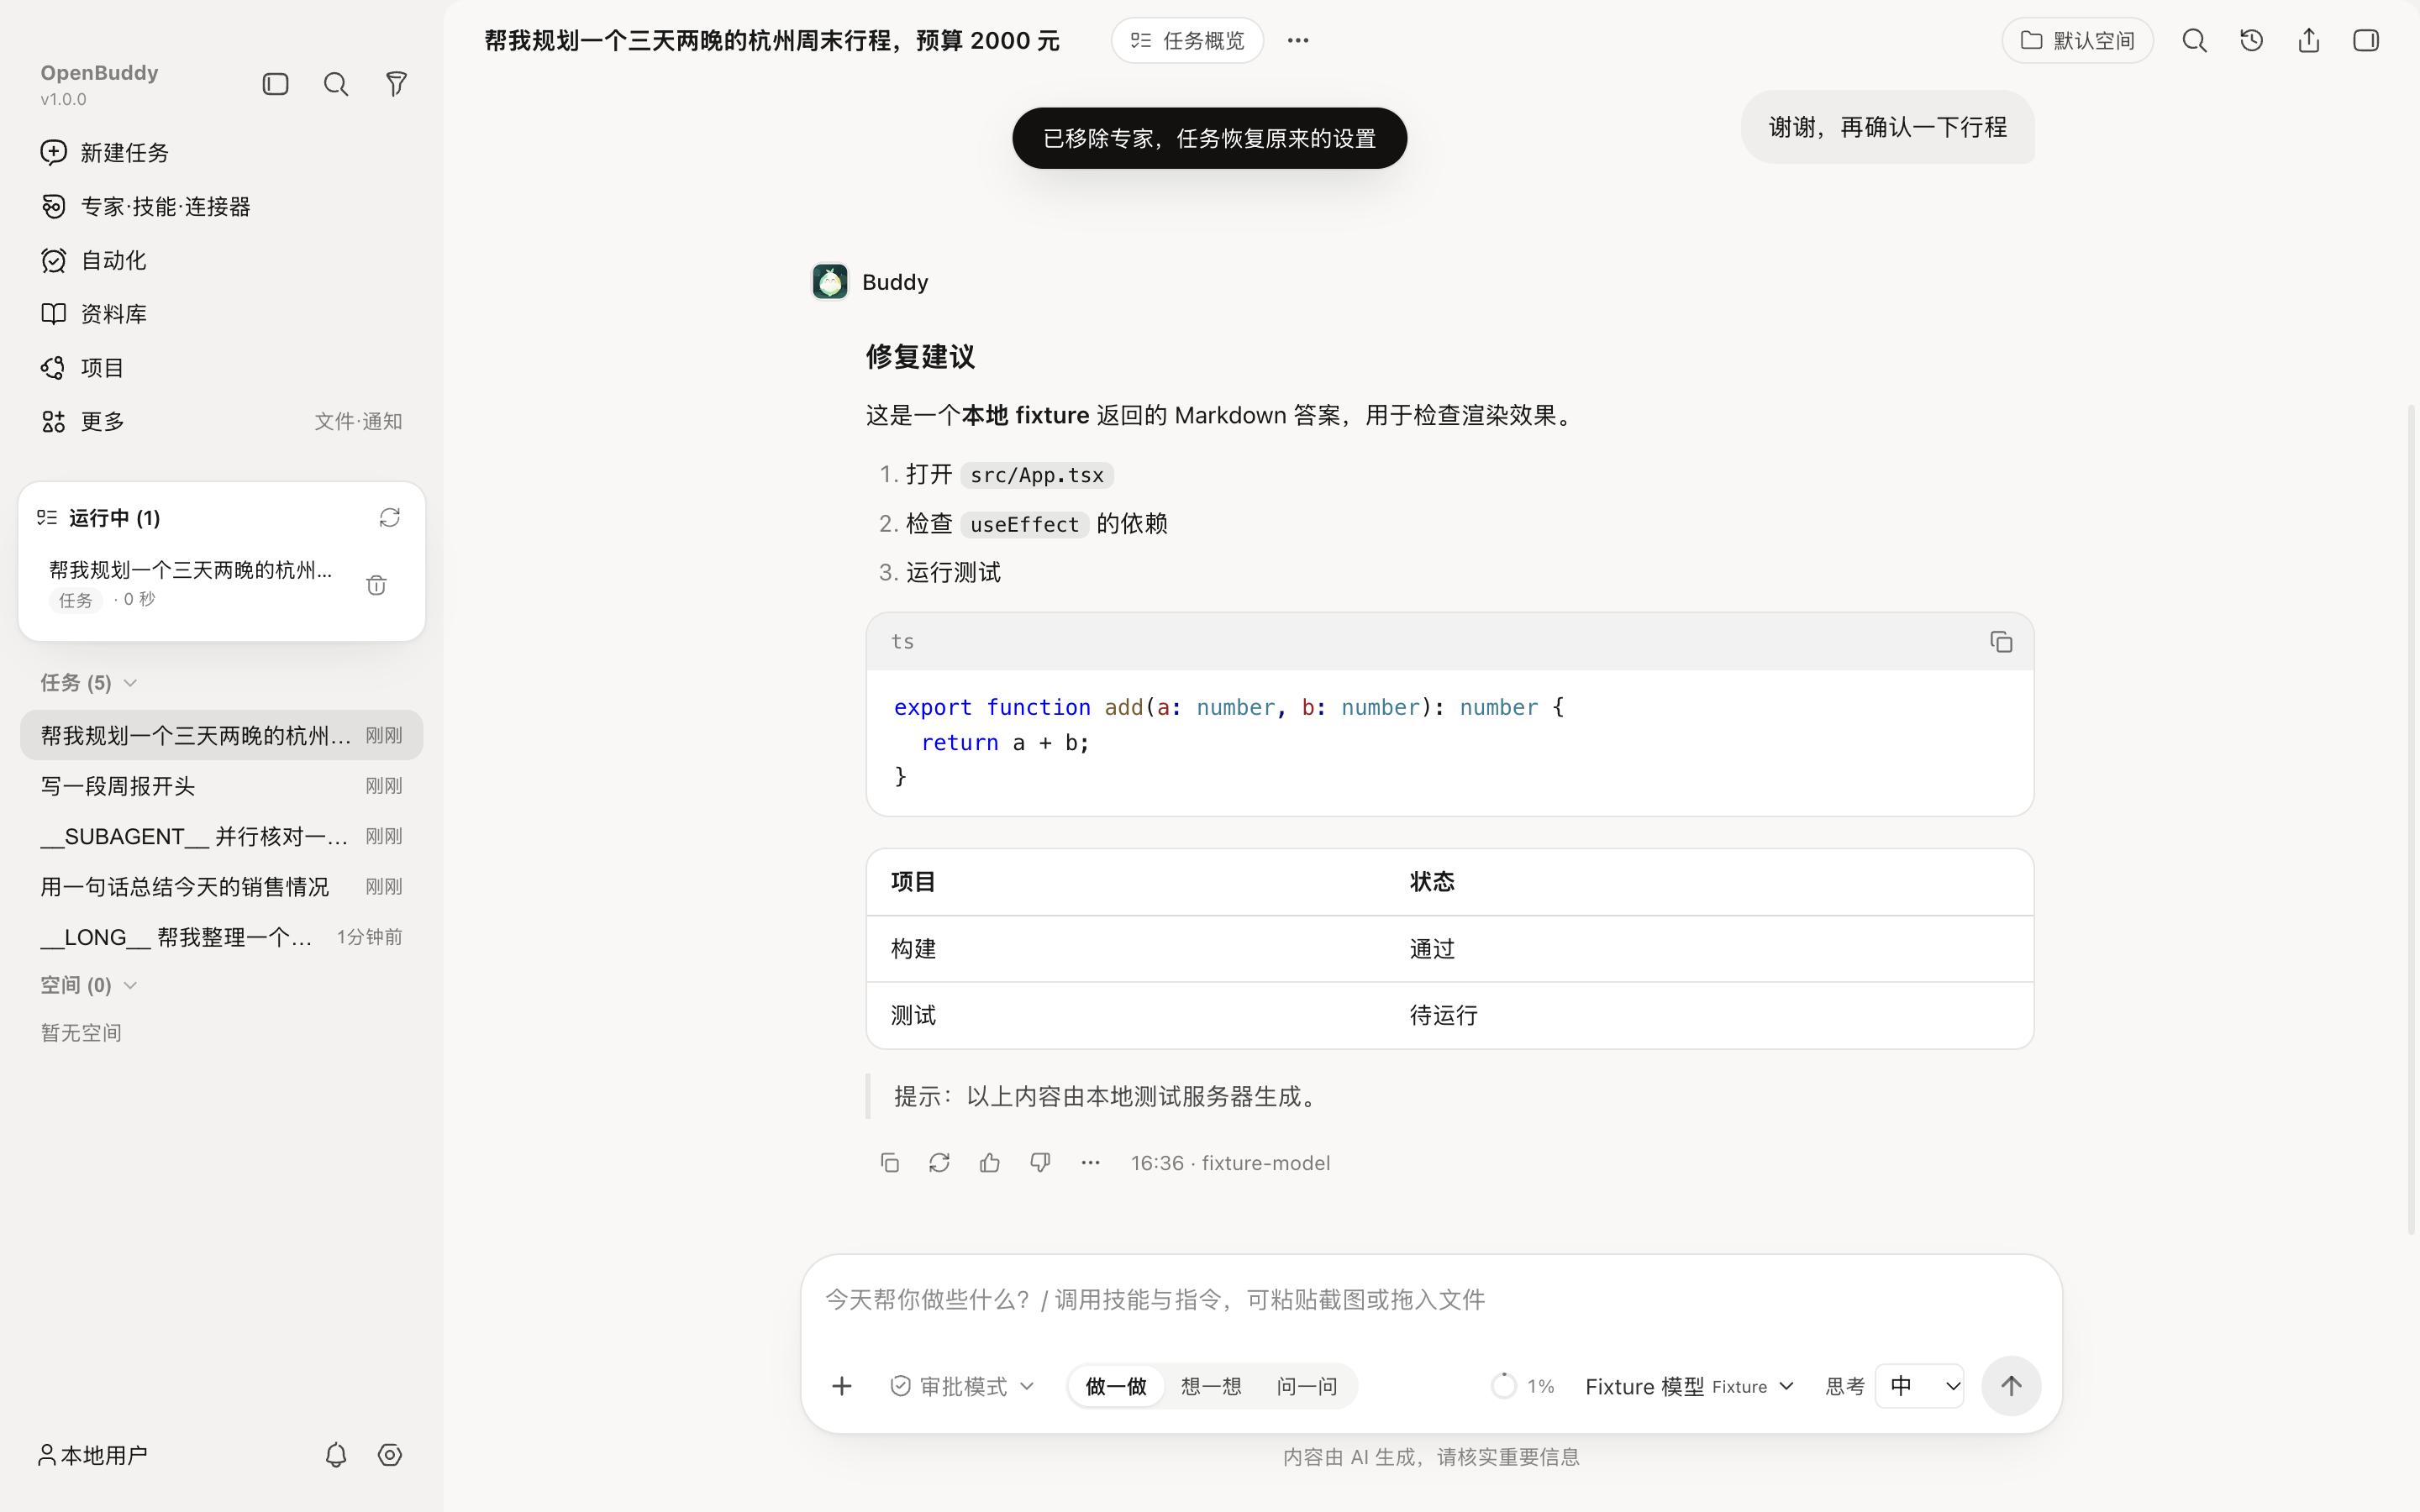 OpenBuddy
v1.0.0
新建任务
专家·技能·连接器
自动化
资料库
项目
更多 文件·通知
运行中 (1)
帮我规划一个三天两晚的杭州...
任务 · 0 秒
任务 (5)
帮我规划一个三天两晚的杭州... 刚刚
写一段周报开头 刚刚
__SUBAGENT__ 并行核对一... 刚刚
用一句话总结今天的销售情况 刚刚
__LONG__ 帮我整理一个... 1分钟前
空间 (0)
暂无空间
本地用户
帮我规划一个三天两晚的杭州周末行程，预算 2000 元
任务概览
默认空间
已移除专家，任务恢复原来的设置
谢谢，再确认一下行程
Buddy
修复建议
这是一个本地 fixture 返回的 Markdown 答案，用于检查渲染效果。
1. 打开 src/App.tsx
2. 检查 useEffect 的依赖
3. 运行测试
ts
export function add(a: number, b: number): number {
return a + b;
}
项目 状态
构建 通过
测试 待运行
提示：以上内容由本地测试服务器生成。
16:36 · fixture-model
今天帮你做些什么？/ 调用技能与指令，可粘贴截图或拖入文件
审批模式 做一做 想一想 问一问 1% Fixture 模型 Fixture 思考 中
内容由 AI 生成，请核实重要信息